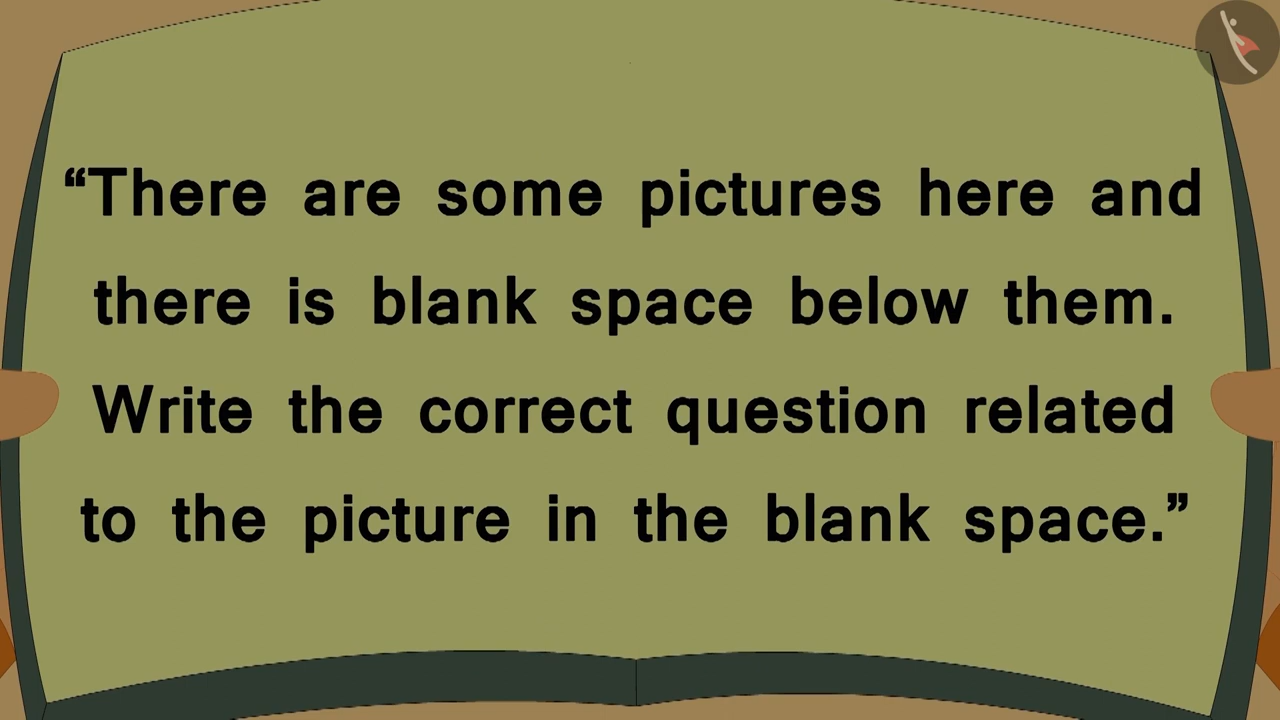 “There are some pictures here and
there is blank space below them.
Write the correct question related
to the picture in the blank space.”